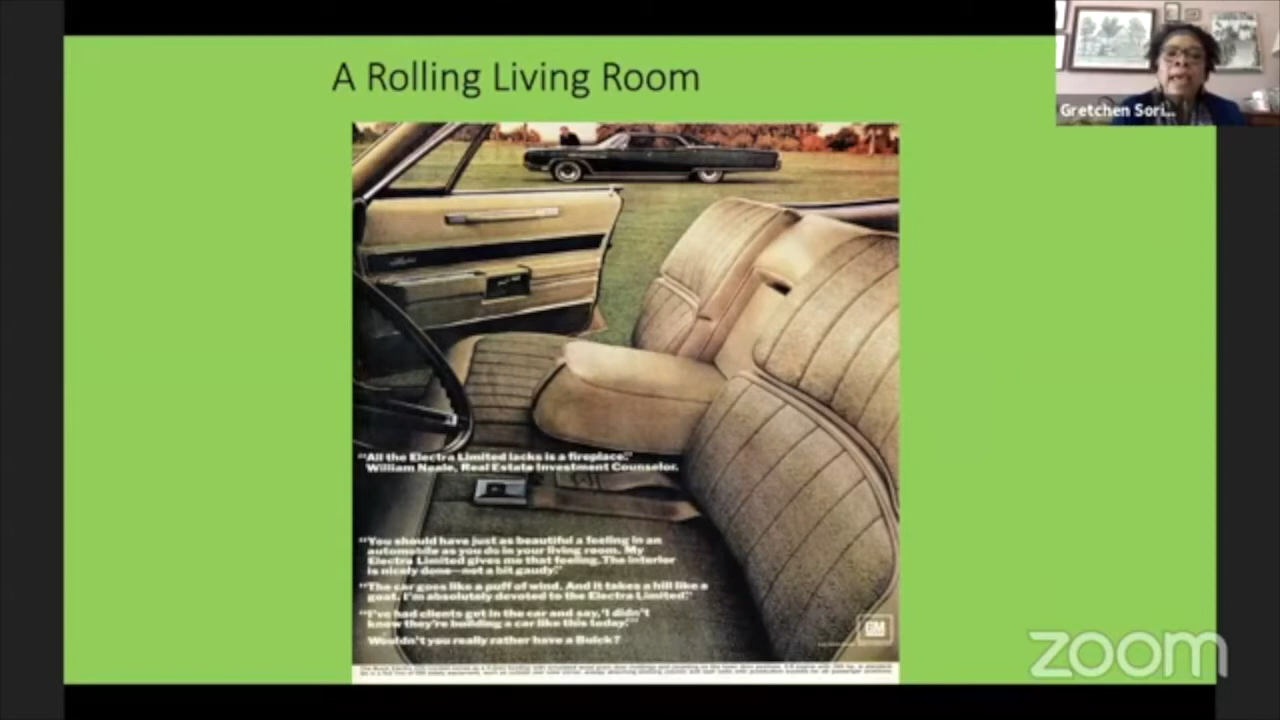 A Rolling Living Room
Gretchen Sori...
"All the Electra Limited lacks is a fireplace."
William Neale, Real Estate Investment Counselor.
"You should have just as beautiful a feeling in an
automobile as you do in your living room. My
Electra Limited gives me that feeling. The interior
is nicely done—not a bit gaudy."
"The car goes like a puff of wind. And it takes a hill like a
goat. I'm absolutely devoted to the Electra Limited."
"I've had clients get in the car and say, 'I didn't
know they're building a car like this today.'"
Wouldn't you really rather have a Buick?
GM
zoom